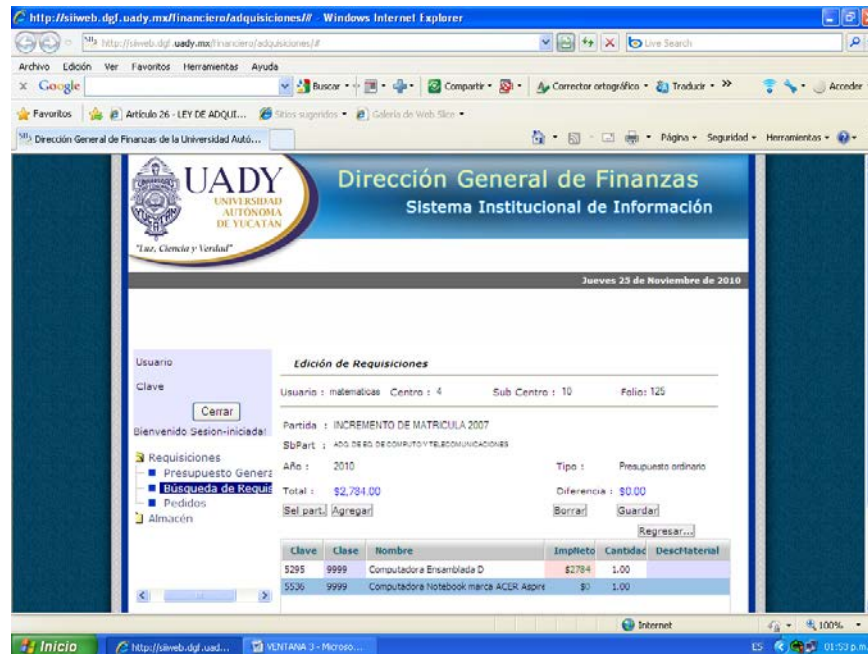 http://siiweb.dgf.uady.mx/financiero/adquisiciones/# - Windows Internet Explorer
http://siiweb.dgf.uady.mx/financiero/adquisiciones/#
Live Search
Archivo Edición Ver Favoritos Herramientas Ayuda
x Google Buscar Compartir Corrector ortográfico Traducir » Acceder
Favoritos Artículo 26 - LEY DE ADQUI... Sitios sugeridos Galería de Web Slice
Dirección General de Finanzas de la Universidad Autó...
Página Seguridad Herramientas
UADY
UNIVERSIDAD
AUTÓNOMA
DE YUCATÁN
"Luz, Ciencia y Verdad"
Dirección General de Finanzas
Sistema Institucional de Información
Jueves 25 de Noviembre de 2010
Usuario
Clave
Cerrar
Bienvenido Sesion-iniciada!
Requisiciones
Presupuesto Genera
Búsqueda de Requis
Pedidos
Almacén
Edición de Requisiciones
Usuario : matematicas Centro : 4 Sub Centro : 10 Folio: 125
Partida : INCREMENTO DE MATRICULA 2007
SbPart : ADQ. DE EQ. DE COMPUTO Y TELECOMUNICACIONES
Año : 2010 Tipo : Presupuesto ordinario
Total : $2,784.00 Diferencia : $0.00
Sel part. Agregar Borrar Guardar
Regresar...
Clave Clase Nombre ImpNeto Cantidad DescMaterial
5295 9999 Computadora Ensamblada D $2784 1.00
5536 9999 Computadora Notebook marca ACER Aspire $0 1.00
Internet 100%
Inicio http://siiweb.dgf.uad... VENTANA 3 - Microso... ES 01:53 p.m.